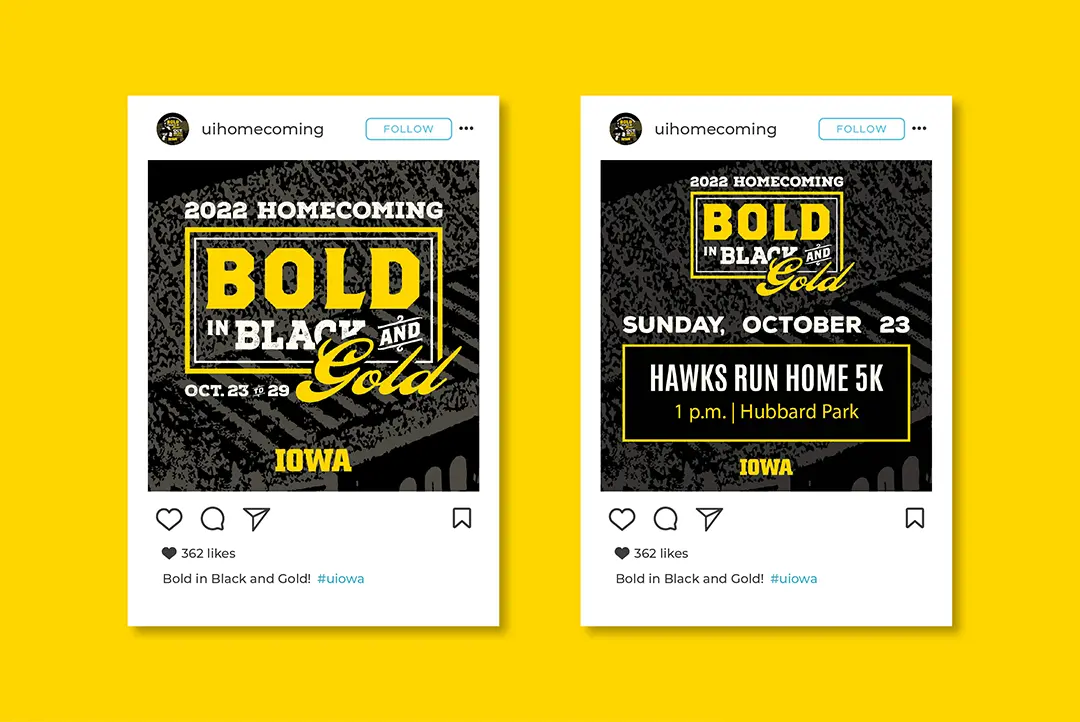 uihomecoming
FOLLOW
2022 HOMECOMING
BOLD
IN BLACK AND
Gold
OCT. 23 TO 29
IOWA
362 likes
Bold in Black and Gold! #uiowa
uihomecoming
FOLLOW
2022 HOMECOMING
BOLD
IN BLACK AND
Gold
SUNDAY, OCTOBER 23
HAWKS RUN HOME 5K
1 p.m. | Hubbard Park
IOWA
362 likes
Bold in Black and Gold! #uiowa